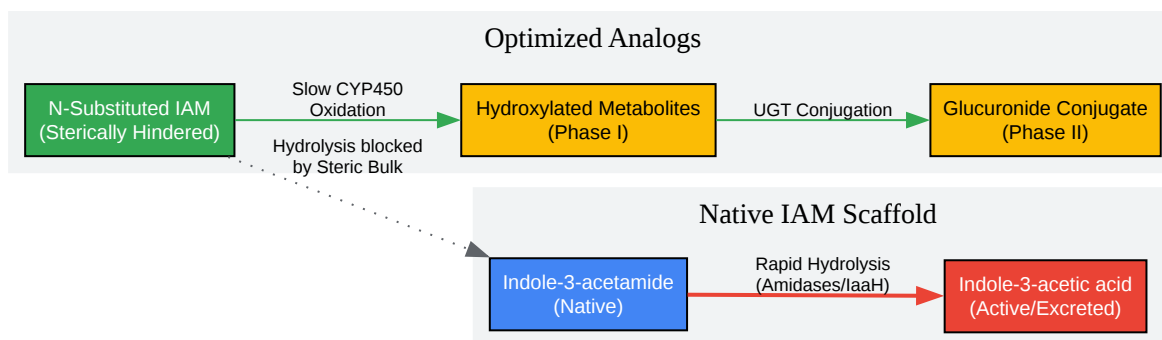 Optimized Analogs
N-Substituted IAM
(Sterically Hindered)
Slow CYP450
Oxidation
Hydroxylated Metabolites
(Phase I)
UGT Conjugation
Glucuronide Conjugate
(Phase II)
Hydrolysis blocked
by Steric Bulk
Native IAM Scaffold
Indole-3-acetamide
(Native)
Rapid Hydrolysis
(Amidases/IaaH)
Indole-3-acetic acid
(Active/Excreted)